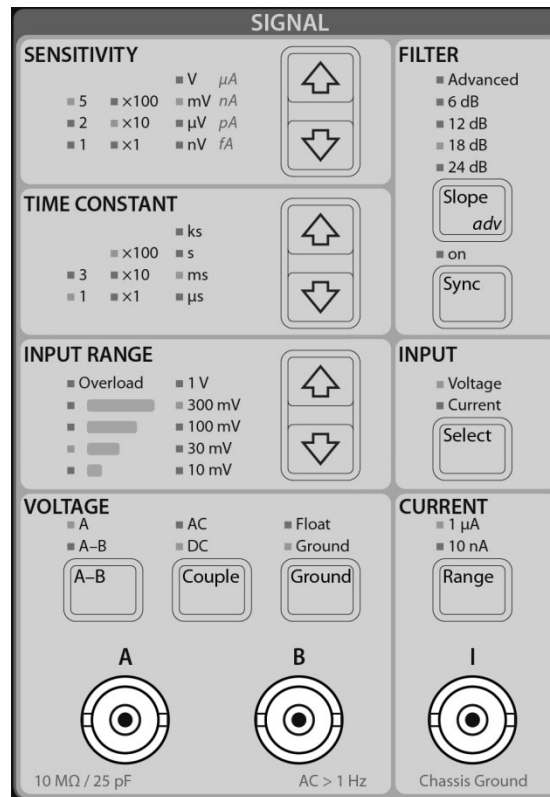 SIGNAL
SENSITIVITY
V µA
5 ×100 mV nA
2 ×10 µV pA
1 ×1 nV fA
FILTER
Advanced
6 dB
12 dB
18 dB
24 dB
Slope
adv
on
Sync
TIME CONSTANT
ks
×100 s
3 ×10 ms
1 ×1 µs
INPUT RANGE
Overload 1 V
300 mV
100 mV
30 mV
10 mV
INPUT
Voltage
Current
Select
VOLTAGE
A AC Float
A–B DC Ground
A–B Couple Ground
A B
10 MΩ / 25 pF AC > 1 Hz
CURRENT
1 µA
10 nA
Range
I
Chassis Ground